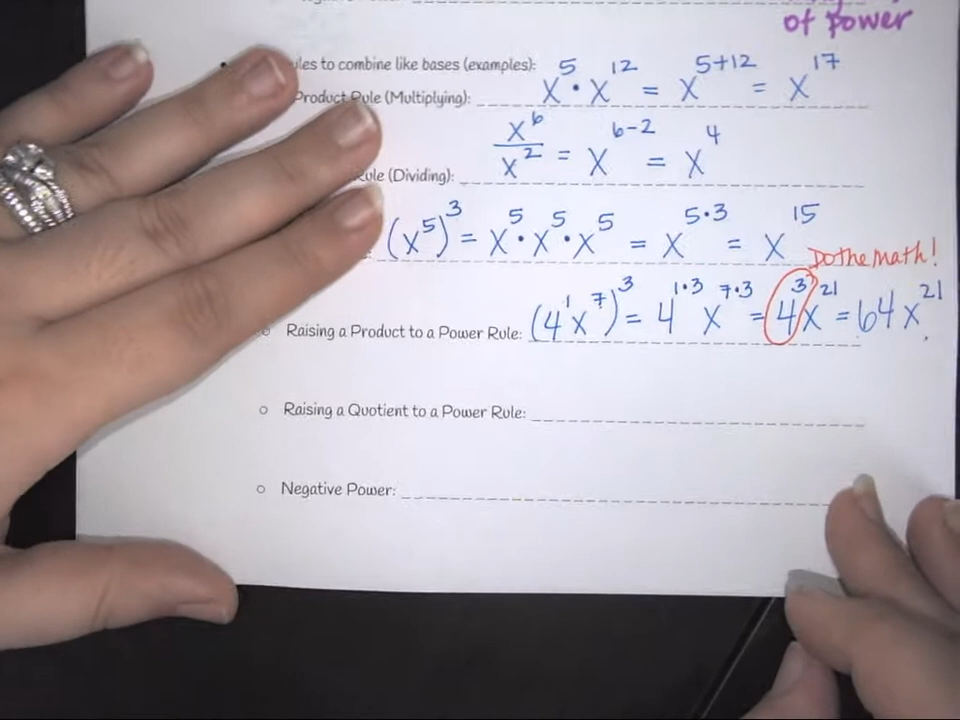 of power
to combine like bases (examples):
Product Rule (Multiplying): x⁵ · x¹² = x⁵⁺¹² = x¹⁷
(Dividing): x⁶/x² = x⁶⁻² = x⁴
(x⁵)³ = x⁵ · x⁵ · x⁵ = x⁵·³ = x¹⁵
Do the math!
Raising a Product to a Power Rule: (4¹x⁷)³ = 4¹·³ x⁷·³ = 4³x²¹ = 64x²¹
Raising a Quotient to a Power Rule:
Negative Power: